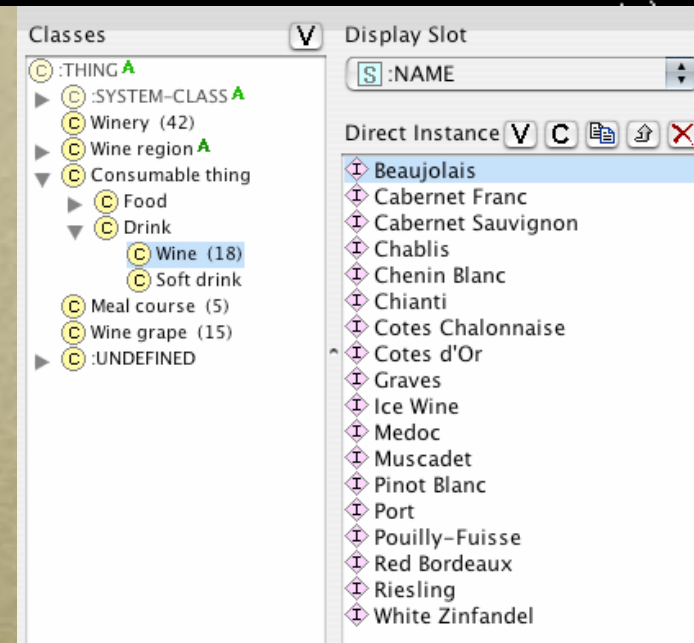 Classes
V
C :THING A
C :SYSTEM-CLASS A
C Winery (42)
C Wine region A
C Consumable thing
C Food
C Drink
C Wine (18)
C Soft drink
C Meal course (5)
C Wine grape (15)
C :UNDEFINED
Display Slot
S :NAME
Direct Instance V C
I Beaujolais
I Cabernet Franc
I Cabernet Sauvignon
I Chablis
I Chenin Blanc
I Chianti
I Cotes Chalonnaise
I Cotes d'Or
I Graves
I Ice Wine
I Medoc
I Muscadet
I Pinot Blanc
I Port
I Pouilly-Fuisse
I Red Bordeaux
I Riesling
I White Zinfandel